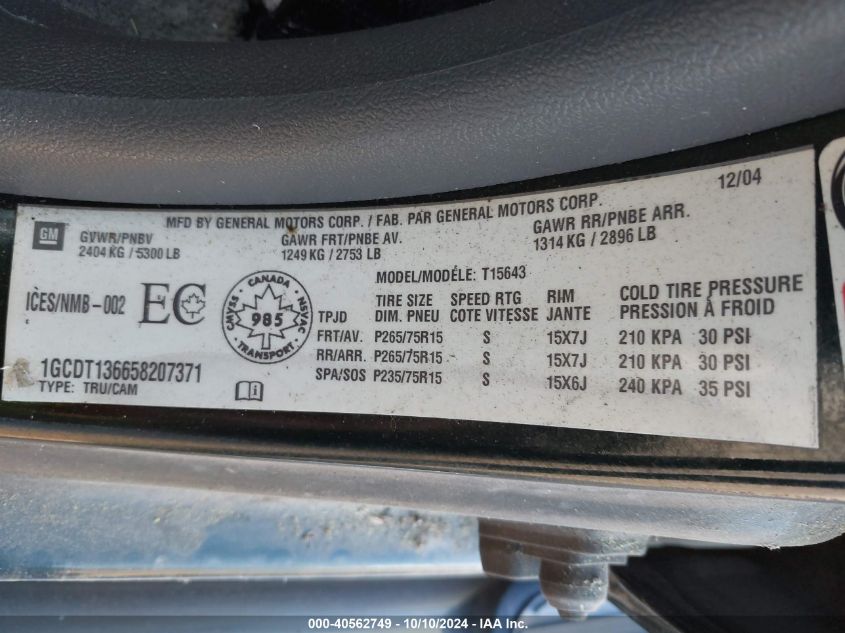 12/04
MFD BY GENERAL MOTORS CORP. / FAB. PAR GENERAL MOTORS CORP.
GM
GVWR/PNBV GAWR FRT/PNBE AV. GAWR RR/PNBE ARR.
2404 KG / 5300 LB 1249 KG / 2753 LB 1314 KG / 2896 LB
MODEL/MODÉLE: T15643
ICES/NMB-002 EC
CANADA
CMVSS 985 NSVAC
TRANSPORT
TIRE SIZE SPEED RTG RIM COLD TIRE PRESSURE
TPJD DIM. PNEU COTE VITESSE JANTE PRESSION Á FROID
FRT/AV. P265/75R15 S 15X7J 210 KPA 30 PSI
RR/ARR. P265/75R15 S 15X7J 210 KPA 30 PSI
SPA/SOS P235/75R15 S 15X6J 240 KPA 35 PSI
1GCDT136658207371
TYPE: TRU/CAM
i
000-40562749 - 10/10/2024 - IAA Inc.